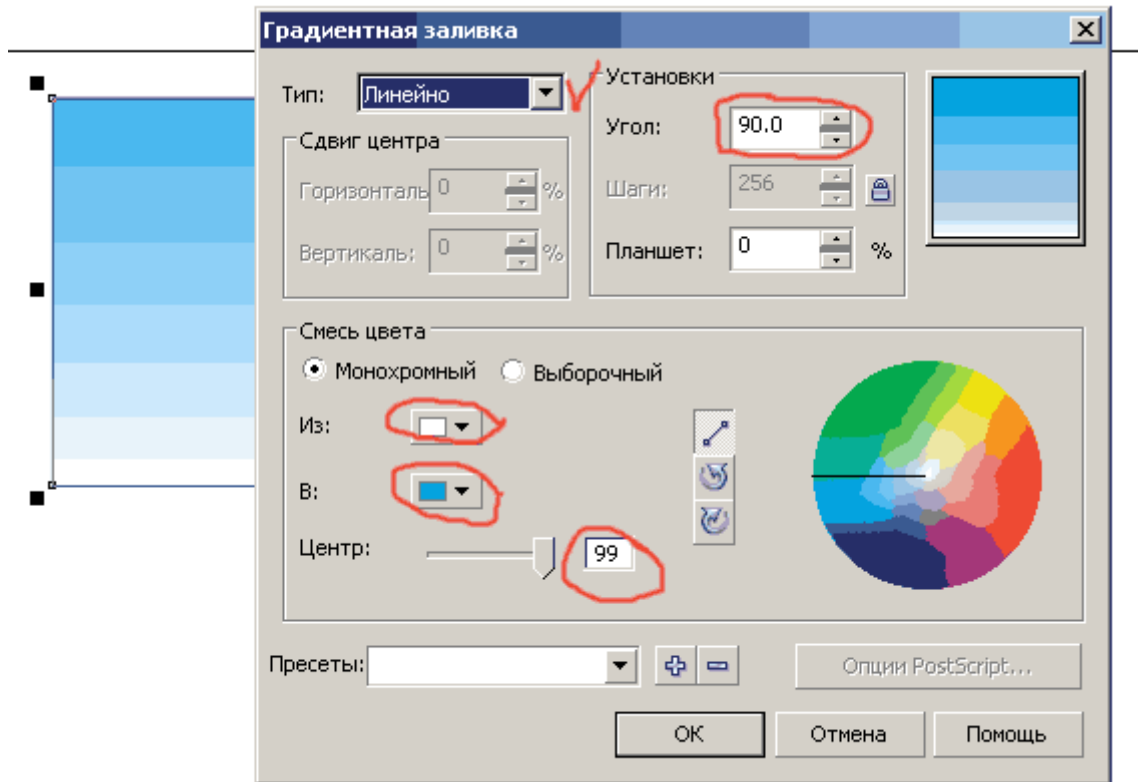 Градиентная заливка
Тип: Линейно
Сдвиг центра
Горизонталь 0 %
Вертикаль: 0 %
Установки
Угол: 90.0
Шаги: 256
Планшет: 0 %
Смесь цвета
Монохромный Выборочный
Из:
В:
Центр: 99
Пресеты:
Опции PostScript...
OK Отмена Помощь